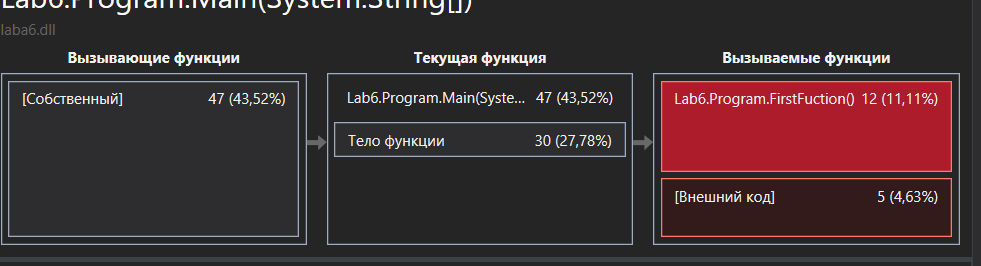 Lab6.Program.Main(System.String[])
laba6.dll
Вызывающие функции
Текущая функция
Вызываемые функции
[Собственный] 47 (43,52%)
Lab6.Program.Main(Syste... 47 (43,52%)
Тело функции 30 (27,78%)
Lab6.Program.FirstFuction() 12 (11,11%)
[Внешний код] 5 (4,63%)